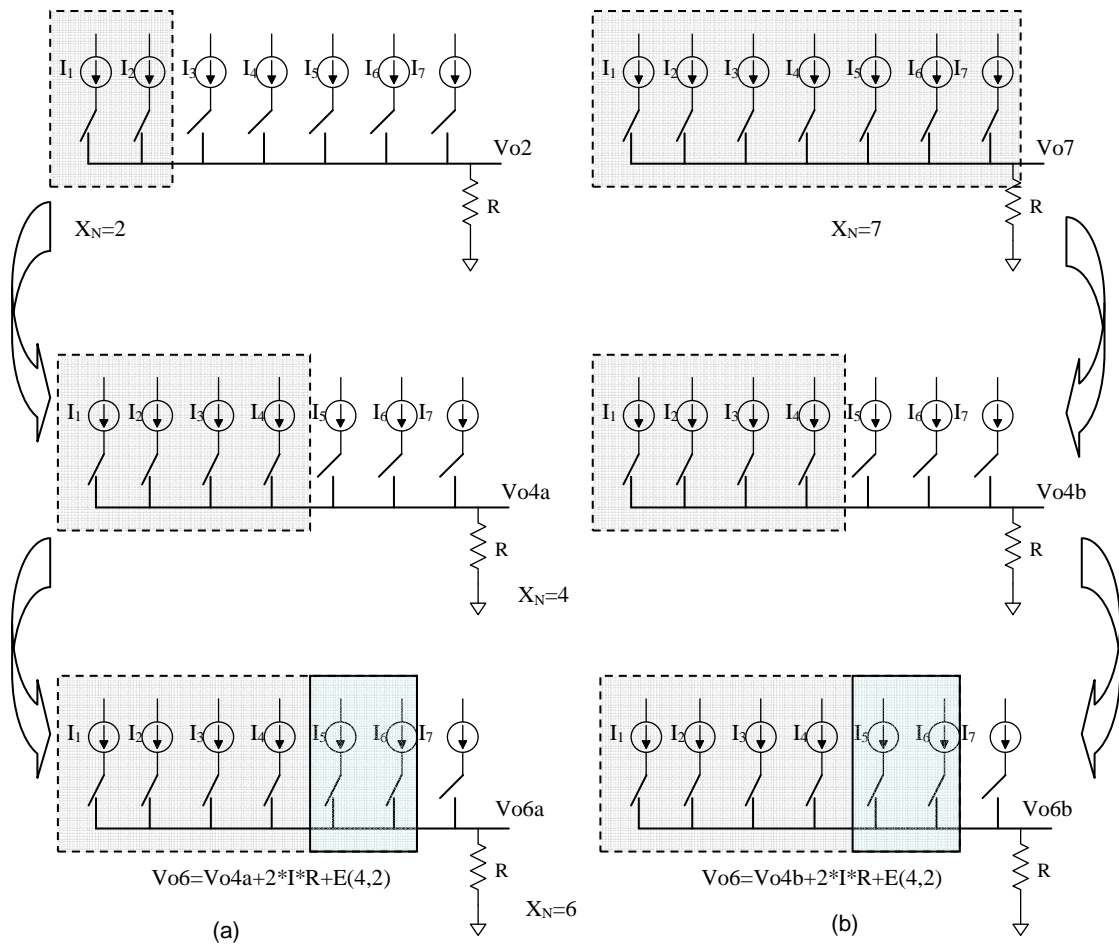 I1 I2 I3 I4 I5 I6 I7
Vo2
R
XN=2
I1 I2 I3 I4 I5 I6 I7
Vo7
R
XN=7
I1 I2 I3 I4 I5 I6 I7
Vo4a
R
I1 I2 I3 I4 I5 I6 I7
Vo4b
R
XN=4
I1 I2 I3 I4 I5 I6 I7
Vo6a
R
Vo6=Vo4a+2*I*R+E(4,2)
I1 I2 I3 I4 I5 I6 I7
Vo6b
R
Vo6=Vo4b+2*I*R+E(4,2)
XN=6
(a)
(b)